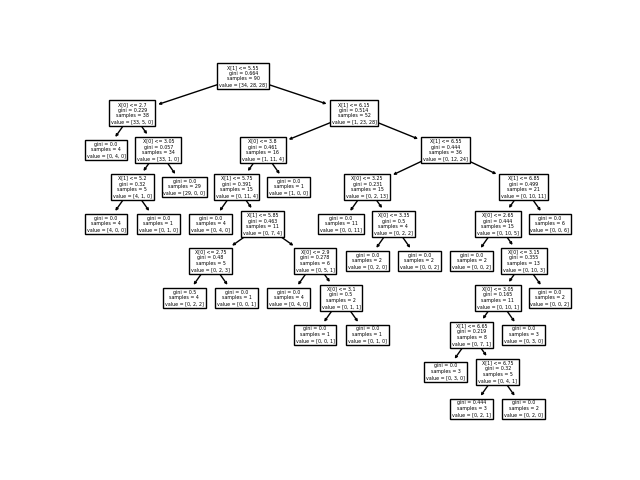 X[1] <= 5.55
gini = 0.664
samples = 90
value = [34, 28, 28]
X[0] <= 2.7
gini = 0.229
samples = 38
value = [33, 5, 0]
X[1] <= 6.15
gini = 0.514
samples = 52
value = [1, 23, 28]
gini = 0.0
samples = 4
value = [0, 4, 0]
X[0] <= 3.05
gini = 0.057
samples = 34
value = [33, 1, 0]
X[0] <= 3.8
gini = 0.461
samples = 16
value = [1, 11, 4]
X[1] <= 6.55
gini = 0.444
samples = 36
value = [0, 12, 24]
X[1] <= 5.2
gini = 0.32
samples = 5
value = [4, 1, 0]
gini = 0.0
samples = 29
value = [29, 0, 0]
X[1] <= 5.75
gini = 0.391
samples = 15
value = [0, 11, 4]
gini = 0.0
samples = 1
value = [1, 0, 0]
X[0] <= 3.25
gini = 0.231
samples = 15
value = [0, 2, 13]
X[1] <= 6.85
gini = 0.499
samples = 21
value = [0, 10, 11]
gini = 0.0
samples = 4
value = [4, 0, 0]
gini = 0.0
samples = 1
value = [0, 1, 0]
gini = 0.0
samples = 4
value = [0, 4, 0]
X[1] <= 5.85
gini = 0.463
samples = 11
value = [0, 7, 4]
gini = 0.0
samples = 11
value = [0, 0, 11]
X[0] <= 3.35
gini = 0.5
samples = 4
value = [0, 2, 2]
X[0] <= 2.65
gini = 0.444
samples = 15
value = [0, 10, 5]
gini = 0.0
samples = 6
value = [0, 0, 6]
X[0] <= 2.75
gini = 0.48
samples = 5
value = [0, 2, 3]
X[0] <= 2.9
gini = 0.278
samples = 6
value = [0, 5, 1]
gini = 0.0
samples = 2
value = [0, 2, 0]
gini = 0.0
samples = 2
value = [0, 0, 2]
gini = 0.0
samples = 2
value = [0, 0, 2]
X[0] <= 3.15
gini = 0.355
samples = 13
value = [0, 10, 3]
gini = 0.5
samples = 4
value = [0, 2, 2]
gini = 0.0
samples = 1
value = [0, 0, 1]
gini = 0.0
samples = 4
value = [0, 4, 0]
X[0] <= 3.1
gini = 0.5
samples = 2
value = [0, 1, 1]
X[0] <= 3.05
gini = 0.165
samples = 11
value = [0, 10, 1]
gini = 0.0
samples = 2
value = [0, 0, 2]
gini = 0.0
samples = 1
value = [0, 0, 1]
gini = 0.0
samples = 1
value = [0, 1, 0]
X[1] <= 6.65
gini = 0.219
samples = 8
value = [0, 7, 1]
gini = 0.0
samples = 3
value = [0, 3, 0]
gini = 0.0
samples = 3
value = [0, 3, 0]
X[1] <= 6.75
gini = 0.32
samples = 5
value = [0, 4, 1]
gini = 0.444
samples = 3
value = [0, 2, 1]
gini = 0.0
samples = 2
value = [0, 2, 0]